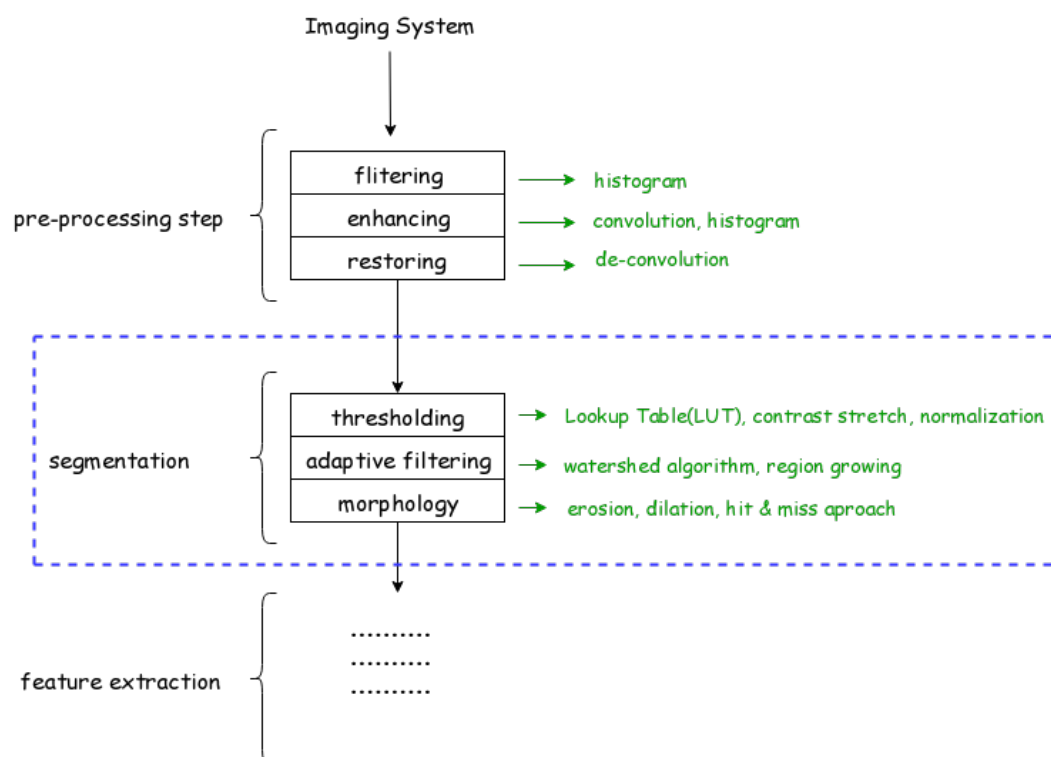 Imaging System
pre-processing step
flitering
histogram
enhancing
convolution, histogram
restoring
de-convolution
segmentation
thresholding
Lookup Table(LUT), contrast stretch, normalization
adaptive filtering
watershed algorithm, region growing
morphology
erosion, dilation, hit & miss aproach
feature extraction
..........
..........
..........